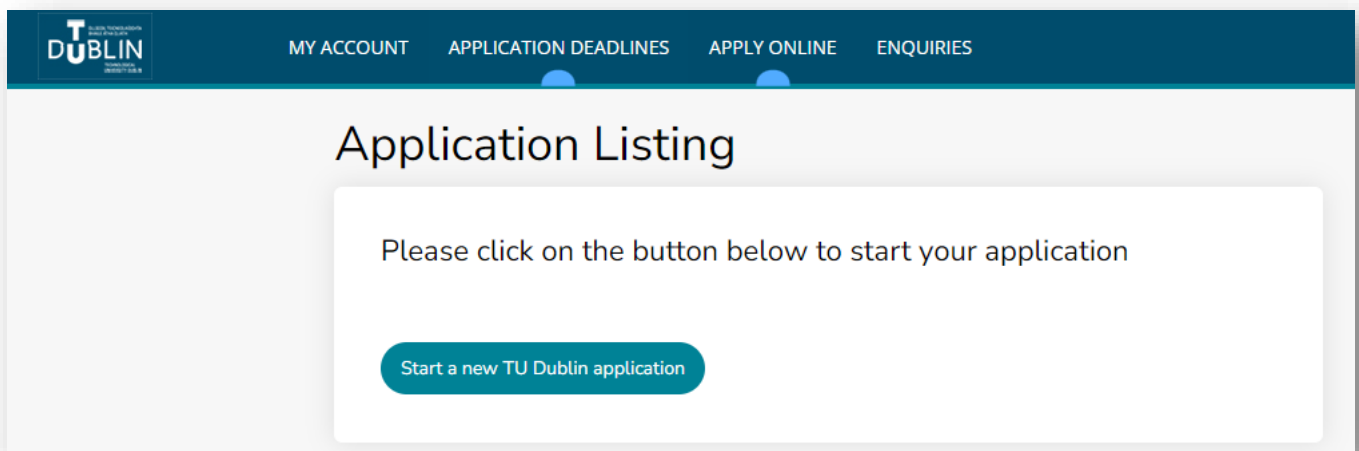 DUBLIN
MY ACCOUNT APPLICATION DEADLINES APPLY ONLINE ENQUIRIES
Application Listing
Please click on the button below to start your application
Start a new TU Dublin application